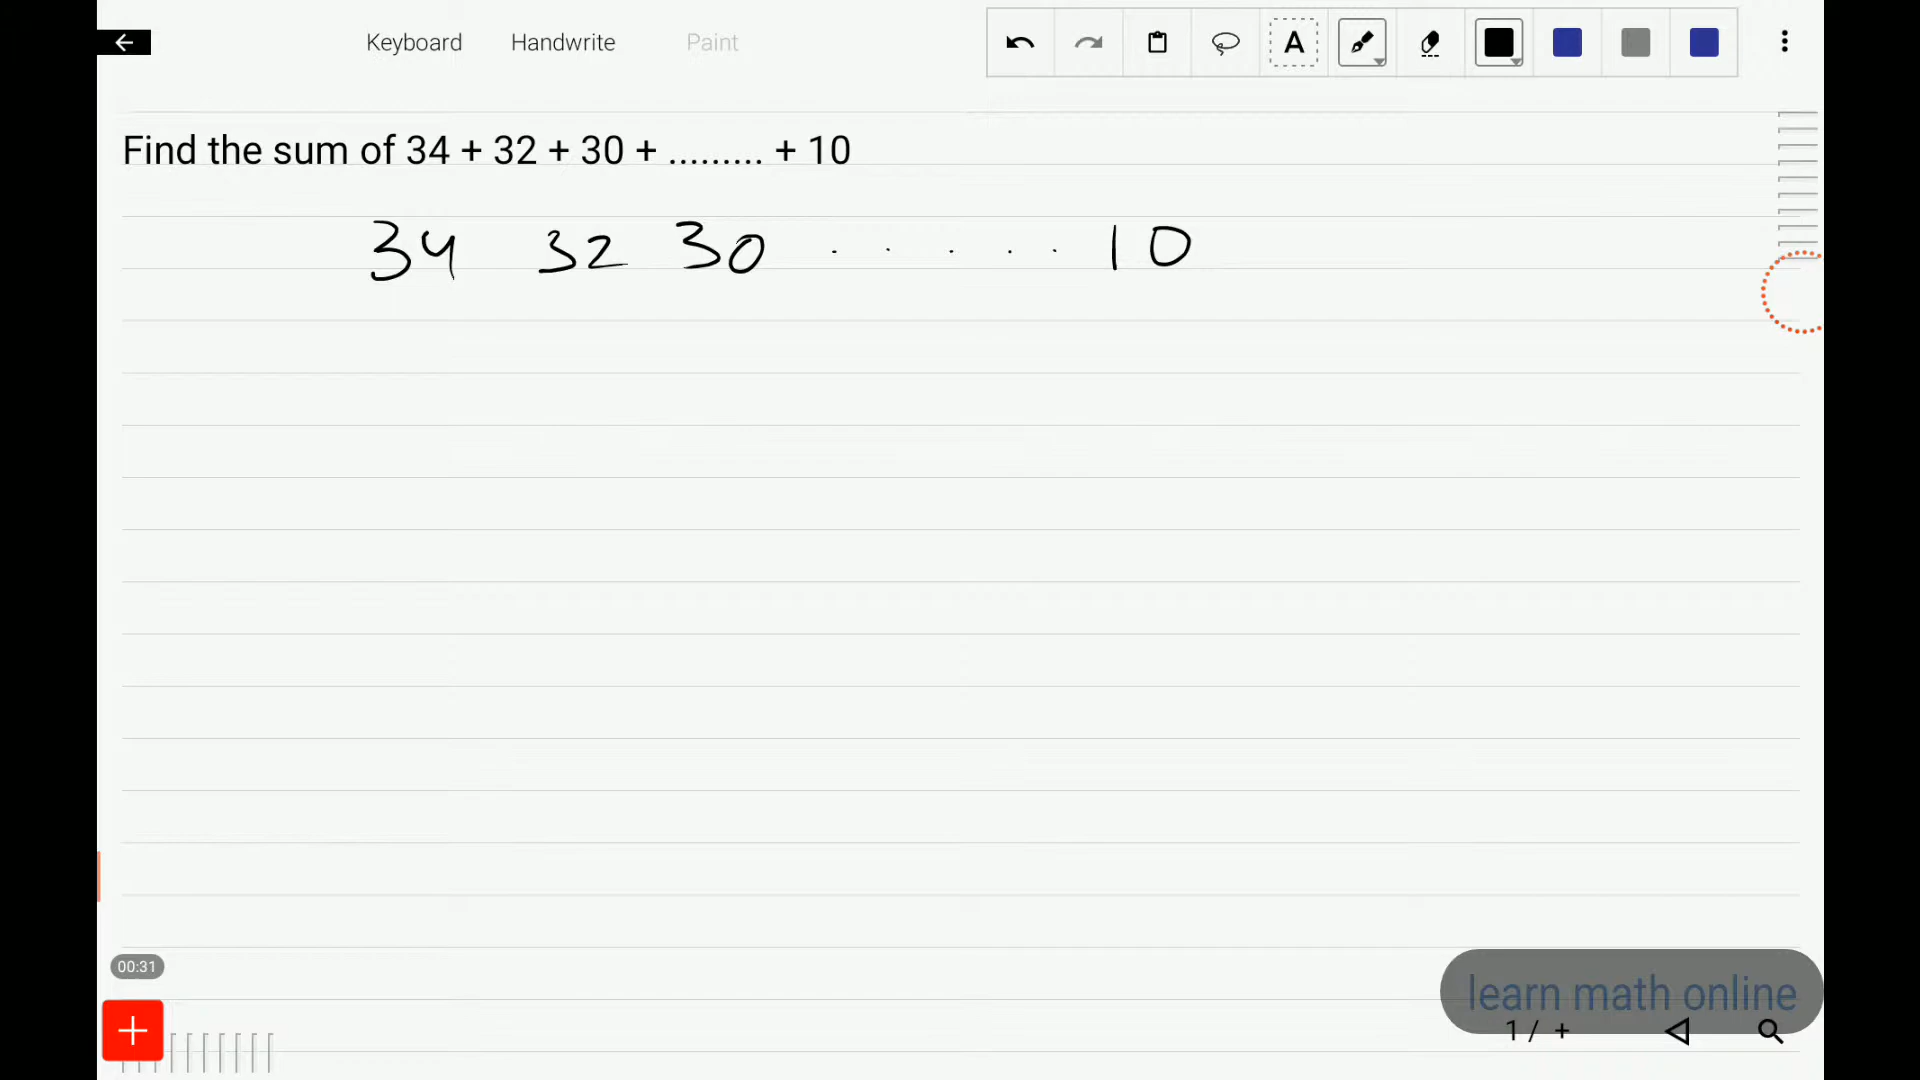 Keyboard Handwrite Paint A
Find the sum of 34 + 32 + 30 + ......... + 10
34 32 30 . . . . . 10
00:31
learn math online
1 / +